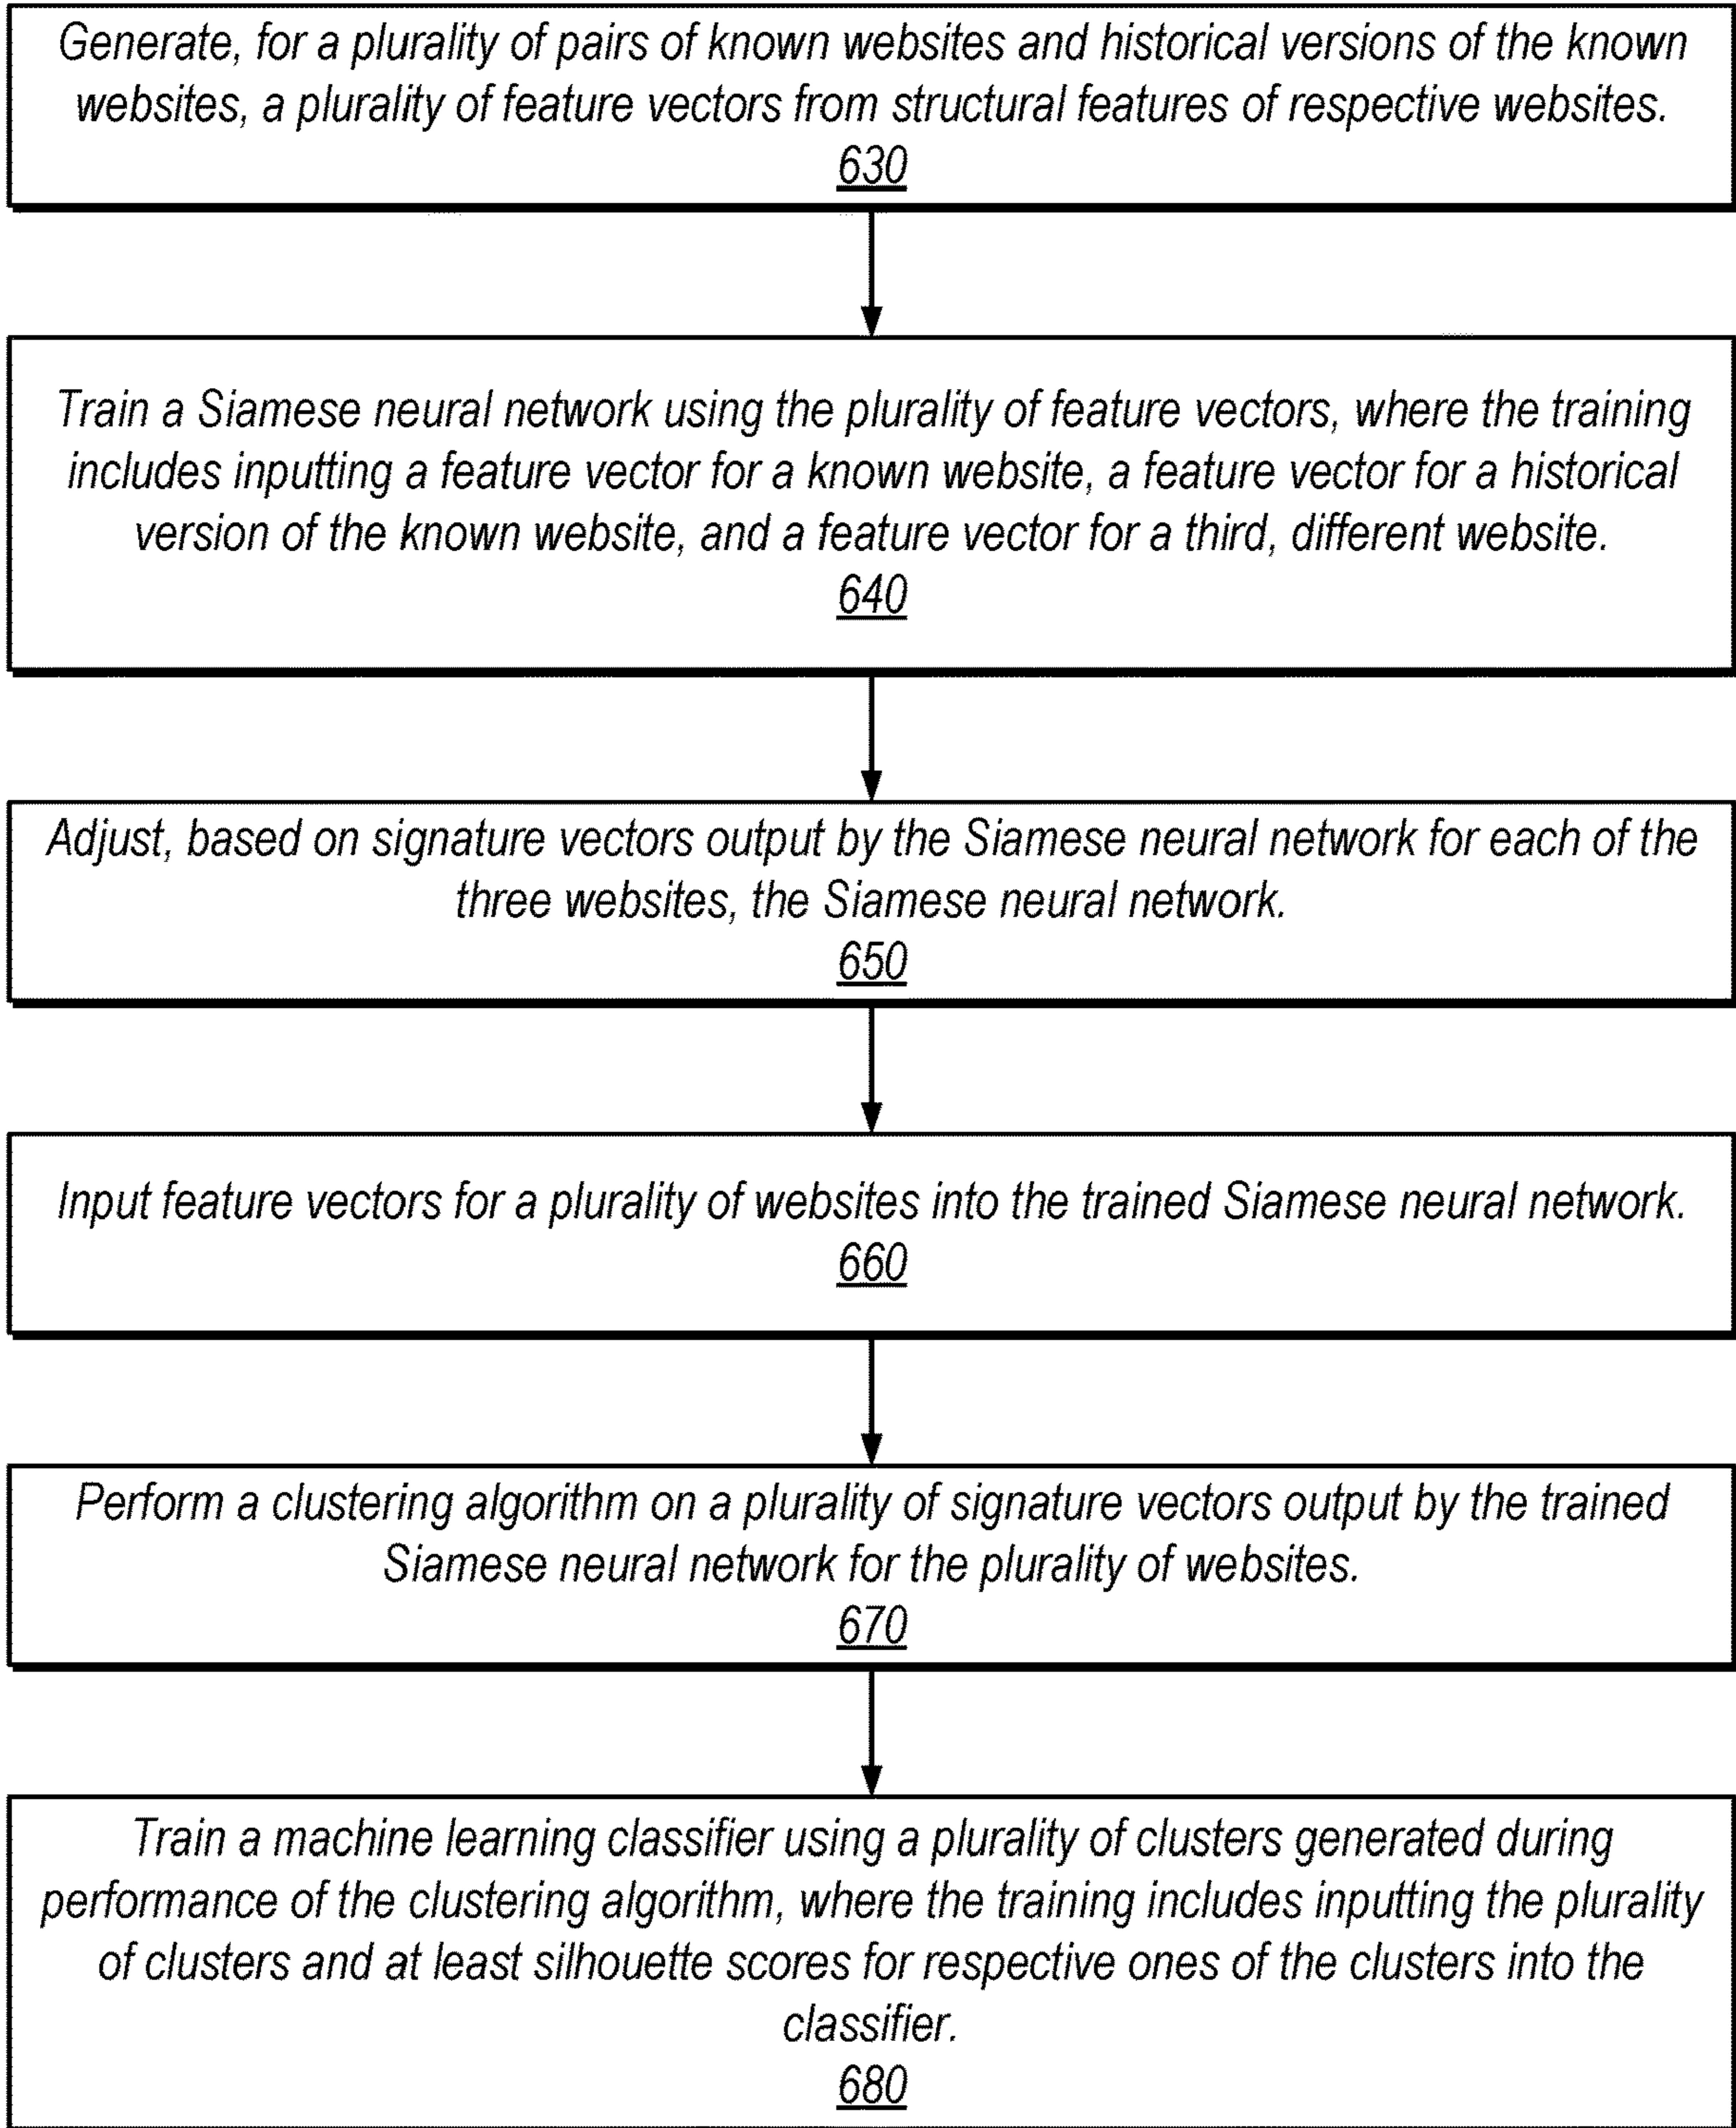 Generate, for a plurality of pairs of known websites and historical versions of the known
websites, a plurality of feature vectors from structural features of respective websites.
630
Train a Siamese neural network using the plurality of feature vectors, where the training
includes inputting a feature vector for a known website, a feature vector for a historical
version of the known website, and a feature vector for a third, different website.
640
Adjust, based on signature vectors output by the Siamese neural network for each of the
three websites, the Siamese neural network.
650
Input feature vectors for a plurality of websites into the trained Siamese neural network.
660
Perform a clustering algorithm on a plurality of signature vectors output by the trained
Siamese neural network for the plurality of websites.
670
Train a machine learning classifier using a plurality of clusters generated during
performance of the clustering algorithm, where the training includes inputting the plurality
of clusters and at least silhouette scores for respective ones of the clusters into the
classifier.
680